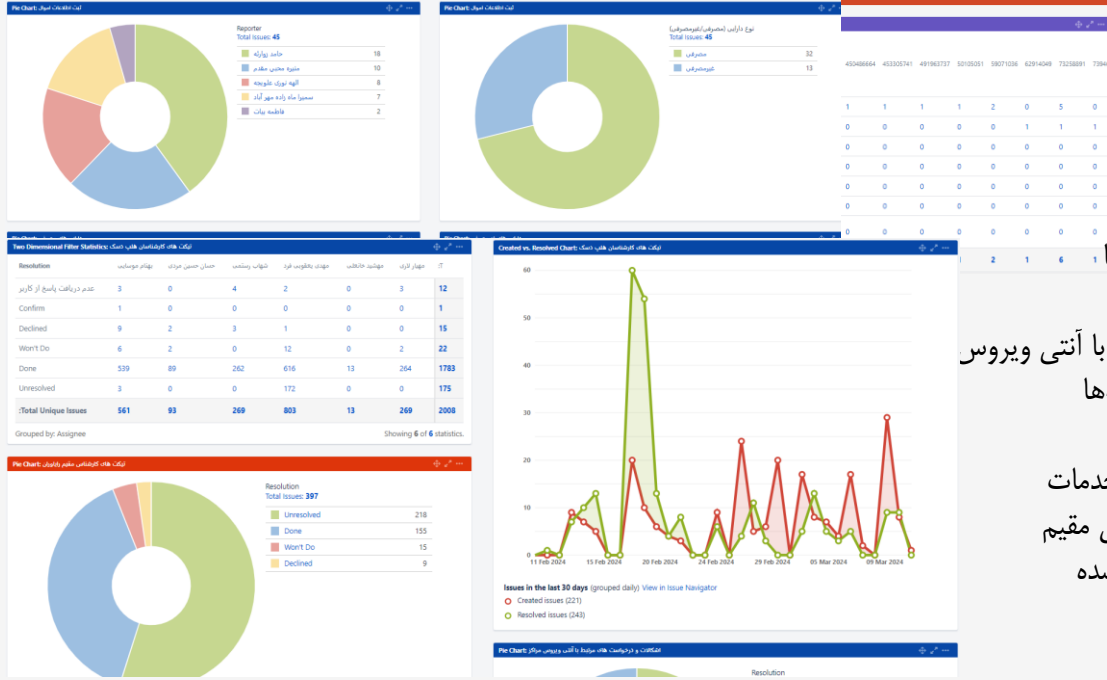 Pie Chart: ثبت اطلاعات اموال
Reporter
Total Issues: 45
حامد زوارئه 18
منیره محبی مقدم 10
الهه نوری علویجه 8
سمیرا ماه زاده مهر آباد 7
فاطمه بیات 2
Pie Chart: ثبت اطلاعات اموال
نوع دارایی (مصرفی/غیرمصرفی)
Total Issues: 45
مصرفی 32
غیرمصرفی 13
450486664 453305741 491963737 50105051 59071036 62914049 73258891
1 1 1 1 2 0 5 0
0 0 0 0 0 1 1 1
0 0 0 0 0 0 0 0
0 0 0 0 0 0 0 0
0 0 0 0 0 0 0 0
0 0 0 0 0 0 0 0
0 0 0 0 0 0 0 0
2 1 6 1
Two Dimensional Filter Statistics: تیکت های کارشناسان هلپ دسک
Resolution بهنام موسایی حسان حسین مردی شهاب رستمی مهدی یعقوبی فرد مهشید خانعلی مهیار لاری T:
عدم دریافت پاسخ از کاربر 3 0 4 2 0 3 12
Confirm 1 0 0 0 0 0 1
Declined 9 2 3 1 0 0 15
Won't Do 6 2 0 12 0 2 22
Done 539 89 262 616 13 264 1783
Unresolved 3 0 0 172 0 0 175
:Total Unique Issues 561 93 269 803 13 269 2008
Grouped by: Assignee Showing 6 of 6 statistics.
Created vs. Resolved Chart: تیکت های کارشناسان هلپ دسک
60
50
40
30
20
10
0
11 Feb 2024 15 Feb 2024 20 Feb 2024 24 Feb 2024 29 Feb 2024 05 Mar 2024 09 Mar 2024
Issues in the last 30 days (grouped daily) View in Issue Navigator
Created issues (221)
Resolved issues (243)
با آنتی ویروس
مقیم
Pie Chart: تیکت های کارشناس مقیم رایاوران
Resolution
Total Issues: 397
Unresolved 218
Done 155
Won't Do 15
Declined 9
Pie Chart: اشکالات و درخواست های مرتبط با آنتی ویروس مراکز
Resolution